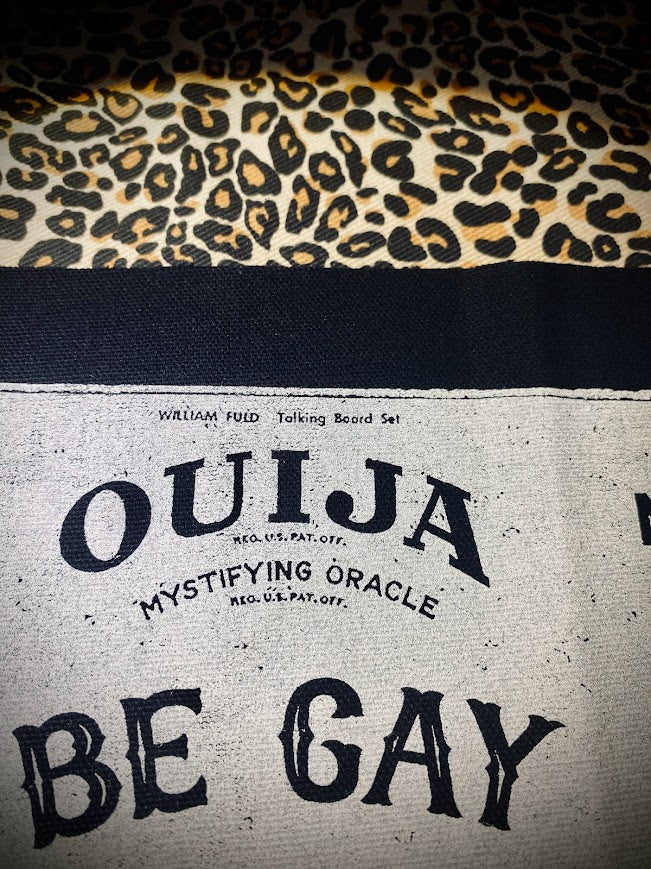 WILLIAM FULD Talking Board Set
OUIJA
REG. U.S. PAT. OFF.
MYSTIFYING ORACLE
REG. U.S. PAT. OFF.
BE GAY